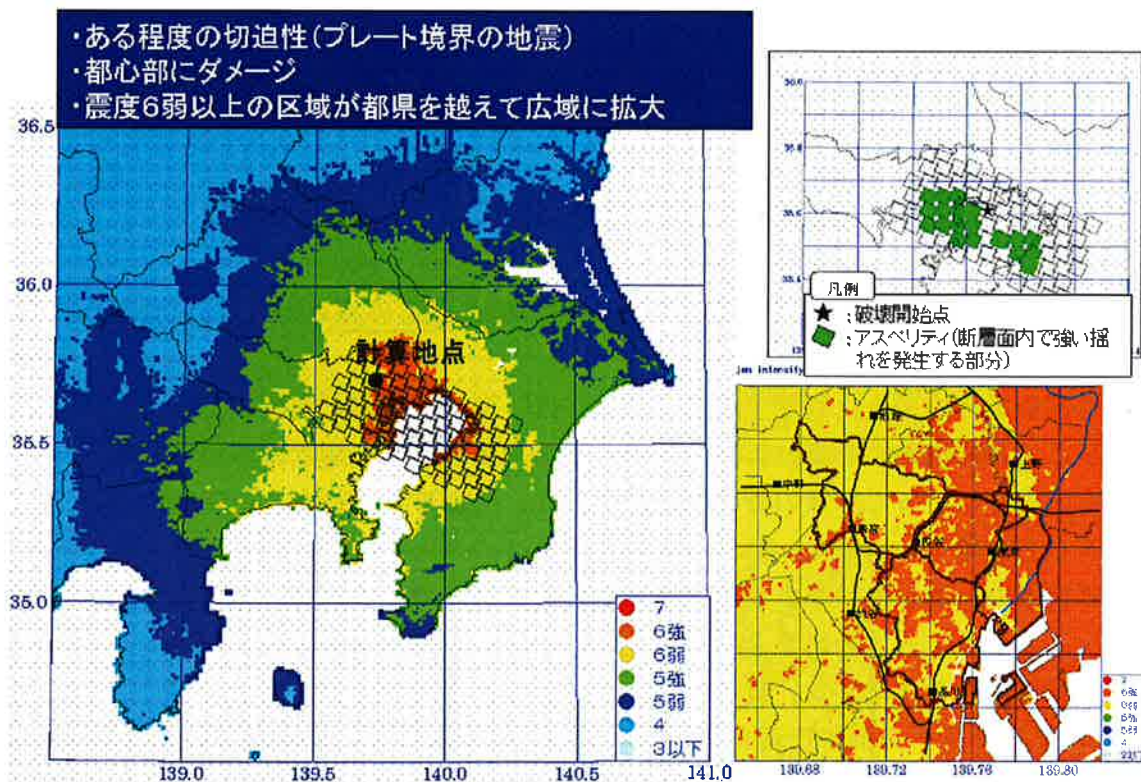 ・ある程度の切迫性(プレート境界の地震)
・都心部にダメージ
・震度6弱以上の区域が都県を越えて広域に拡大
36.5
36.0
35.5
35.0
139.0
139.5
140.0
140.5
141.0
計算地点
7
6強
6弱
5強
5弱
4
3以下
36.0
凡例
★:破壊開始点
:アスペリティ(断層面内で強い揺
れを発生する部分)
intensity
上野
中野
7
4
139.72
139.76
139.80